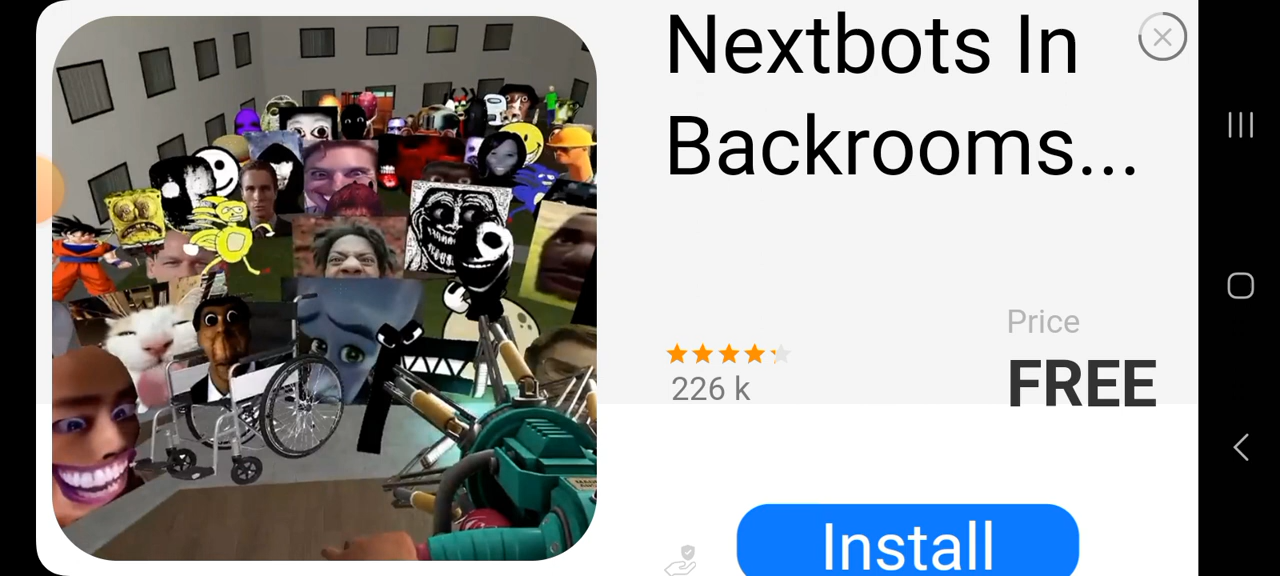 Nextbots In
Backrooms...
Price
226 k
FREE
Install